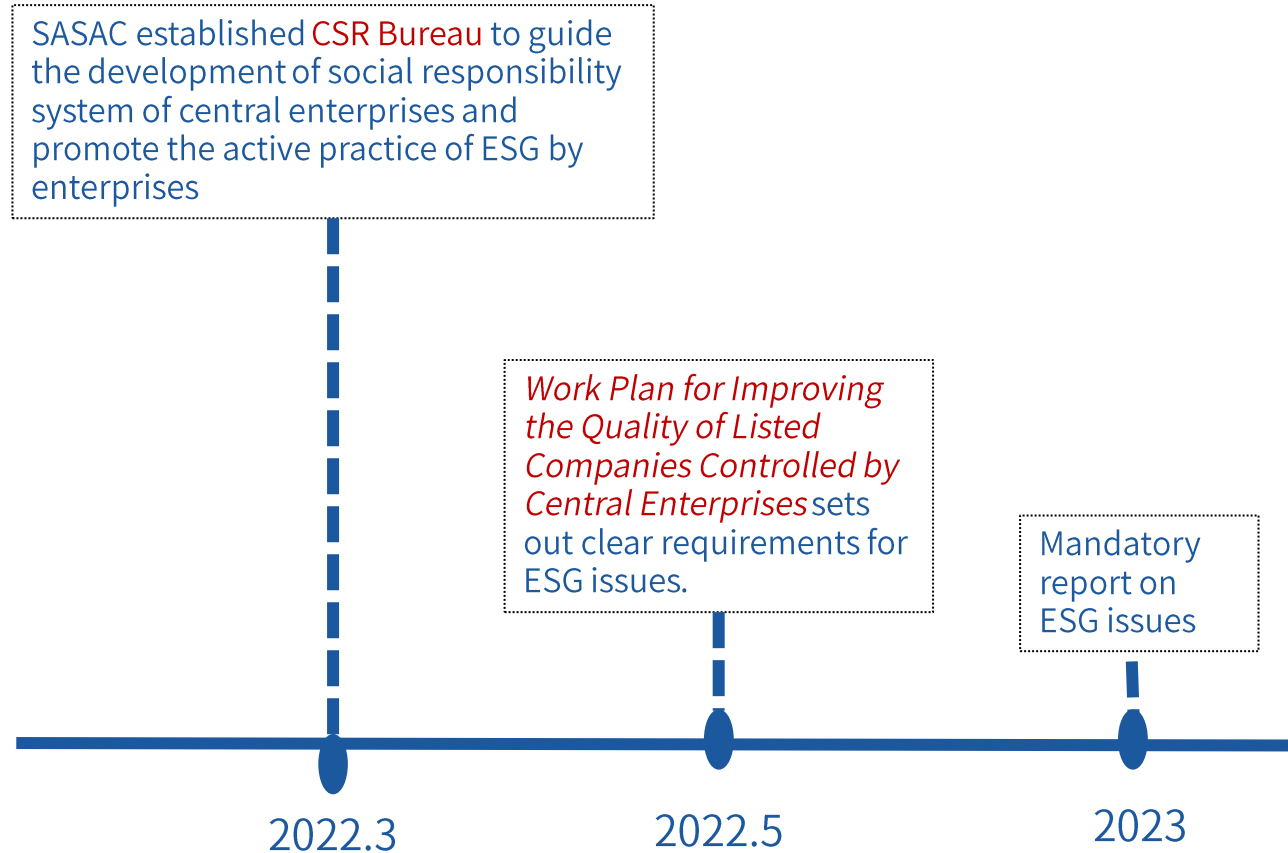 SASAC established CSR Bureau to guide
the development of social responsibility
system of central enterprises and
promote the active practice of ESG by
enterprises
Work Plan for Improving
the Quality of Listed
Companies Controlled by
Central Enterprises sets
out clear requirements for
ESG issues.
Mandatory
report on
ESG issues
2022.3
2022.5
2023